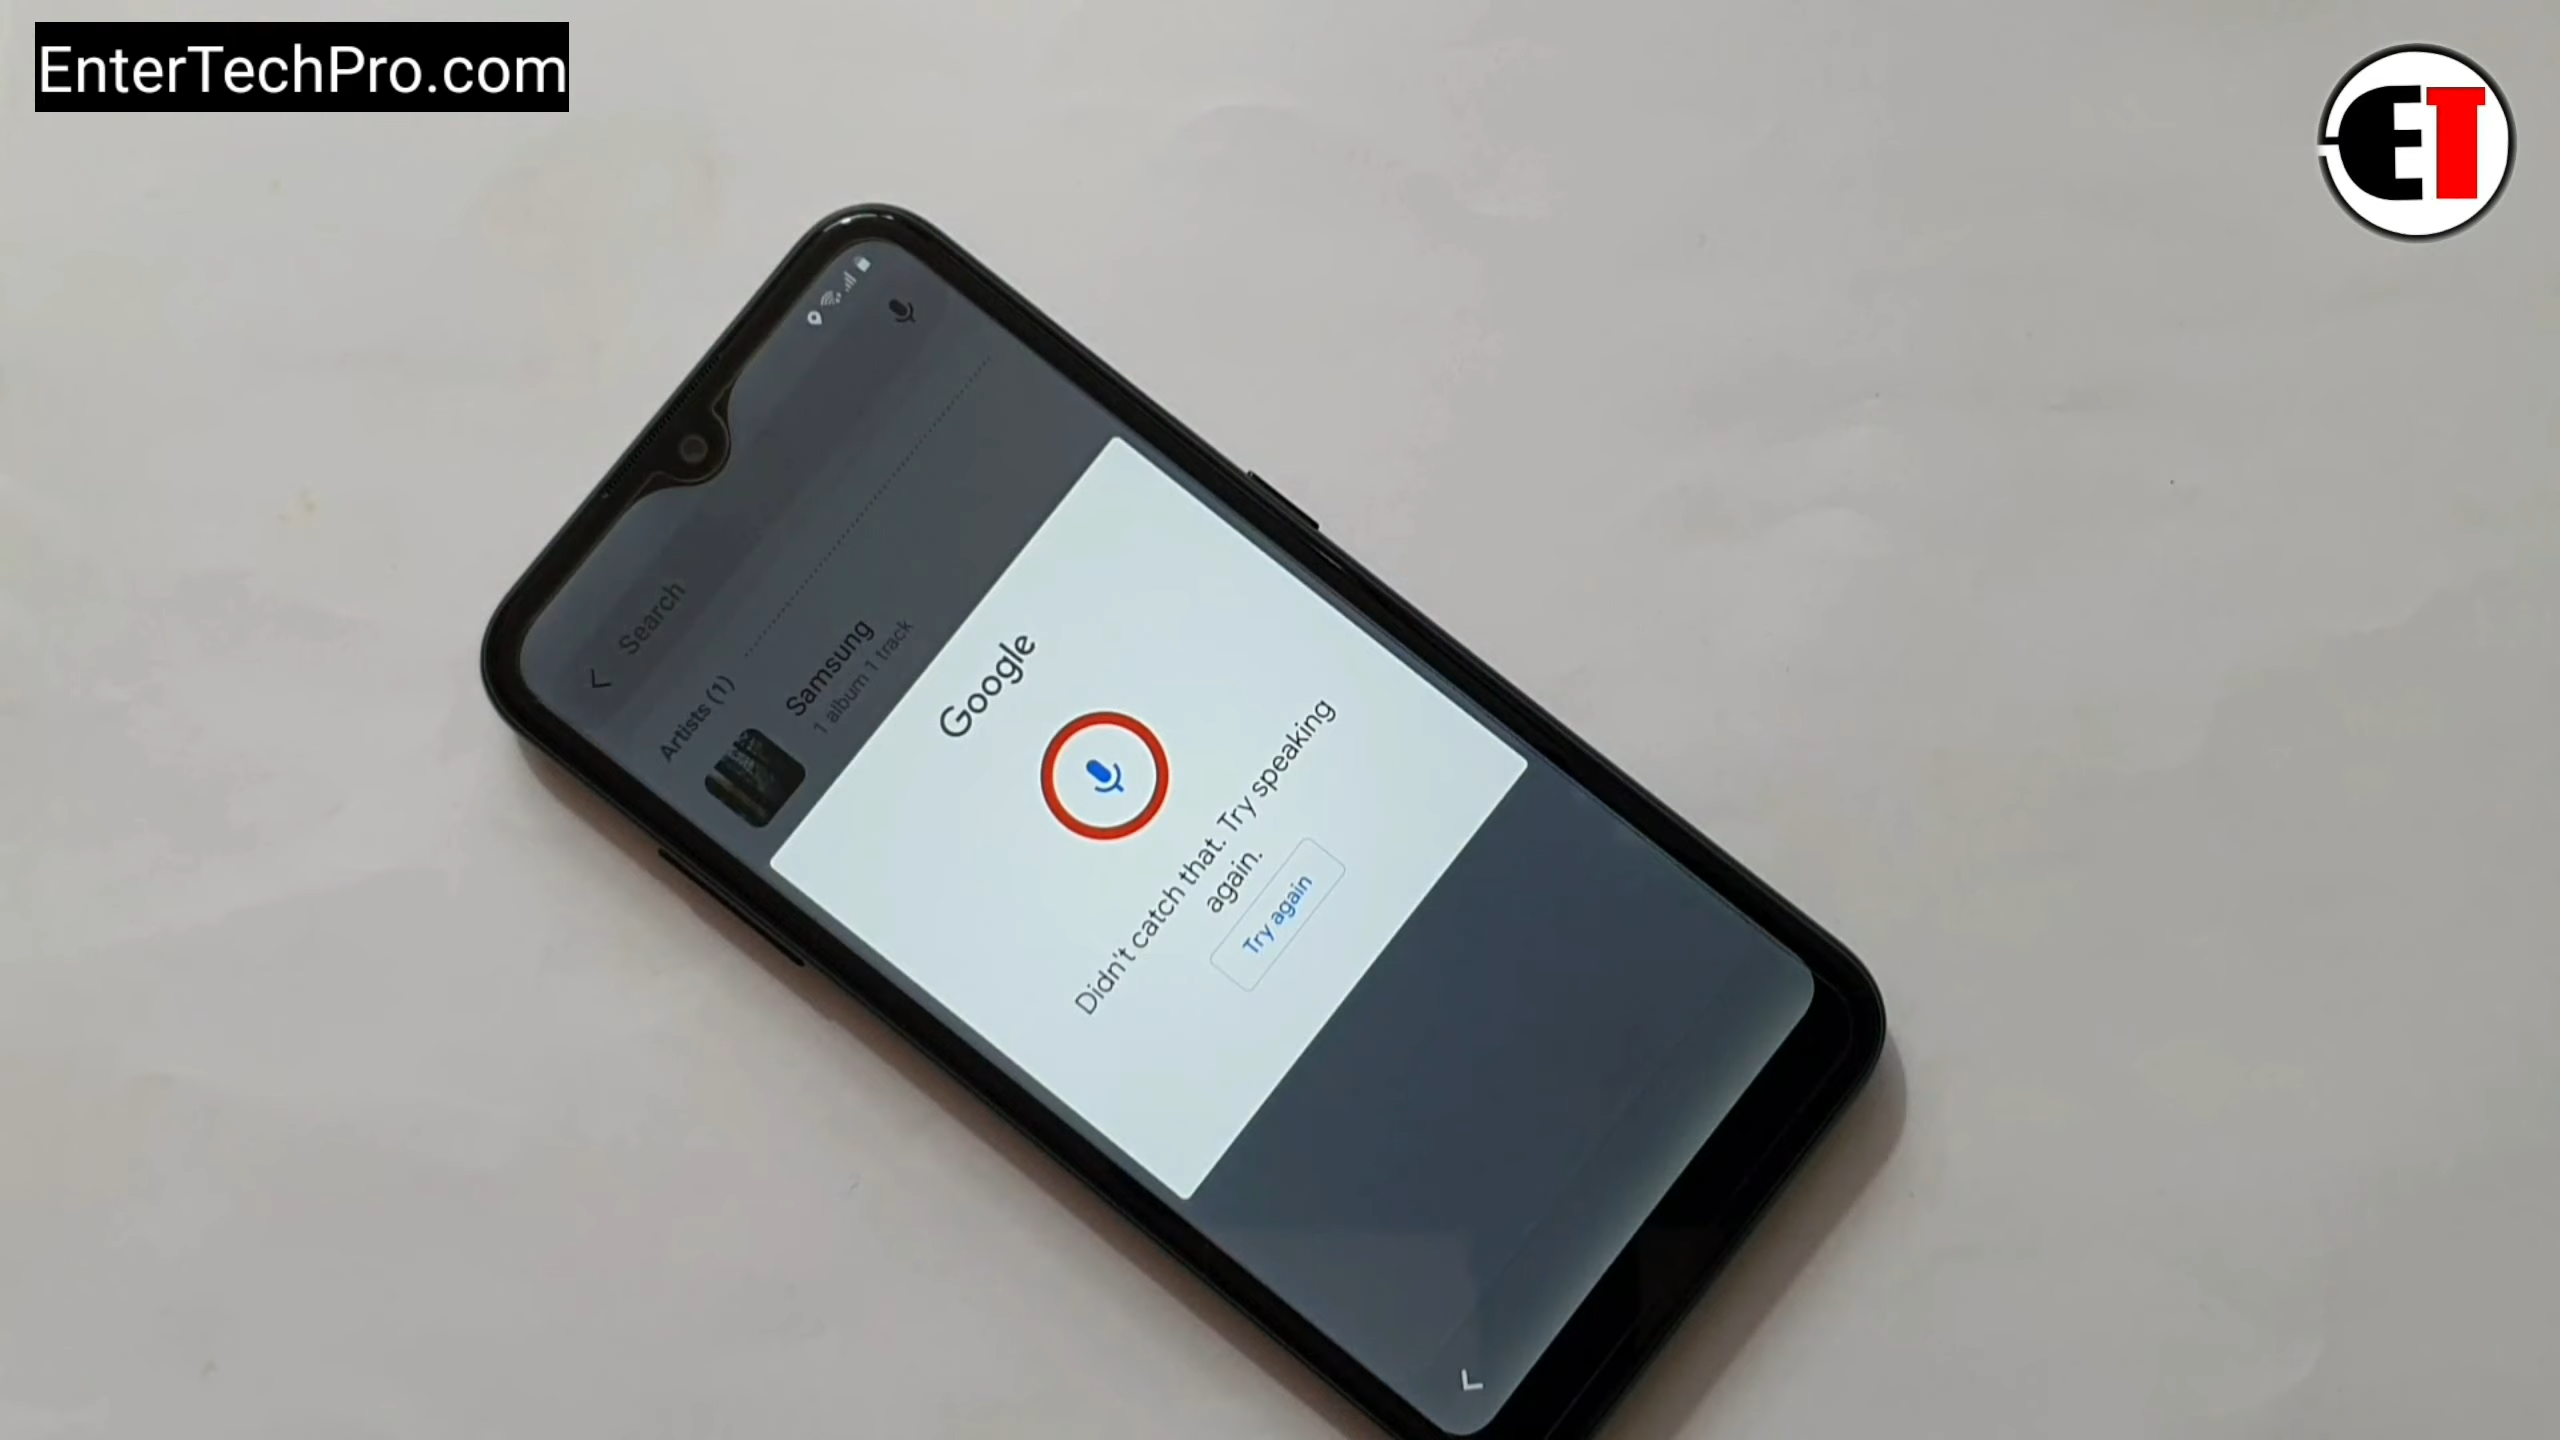 EnterTechPro.com
ET
Search
Artists (1)
Samsung
1 album 1 track
Google
Didn't catch that. Try speaking
again.
Try again